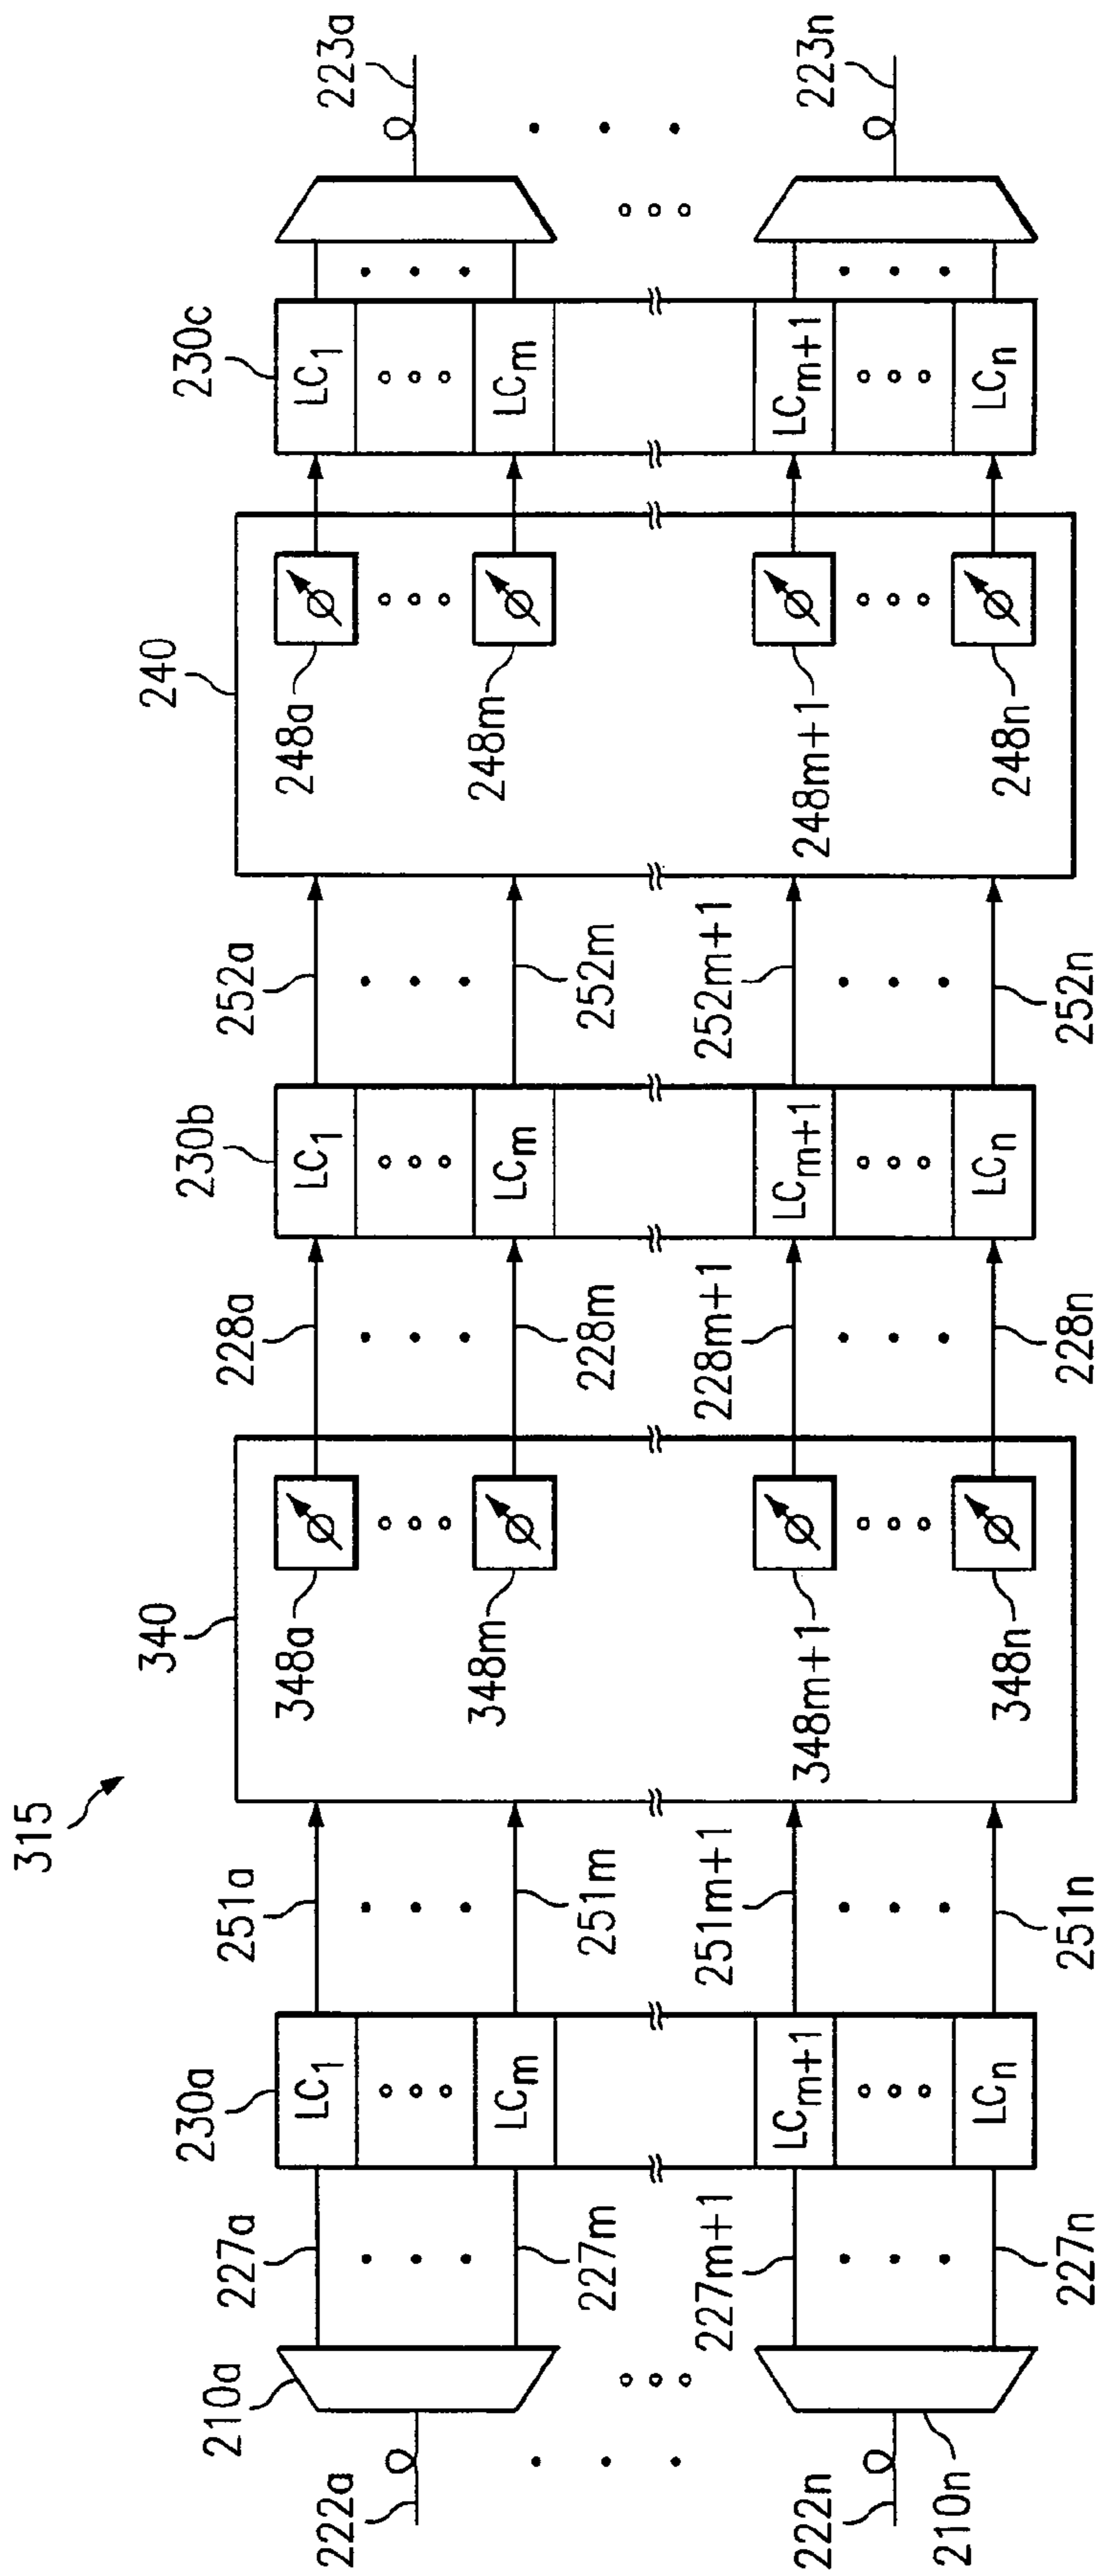 315
222a
210a
227a
230a
LC1
251a
340
348a
228a
230b
LC1
252a
240
248a
230c
LC1
223a
227m
LCm
251m
348m
228m
LCm
252m
248m
LCm
227m+1
LCm+1
251m+1
348m+1
228m+1
LCm+1
252m+1
248m+1
LCm+1
222n
210n
227n
LCn
251n
348n
228n
LCn
252n
248n
LCn
223n